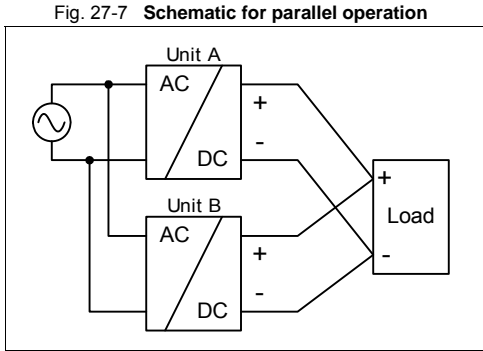 Fig. 27-7 Schematic for parallel operation
Unit A
AC
+
-
DC
+
Load
-
Unit B
AC
+
-
DC